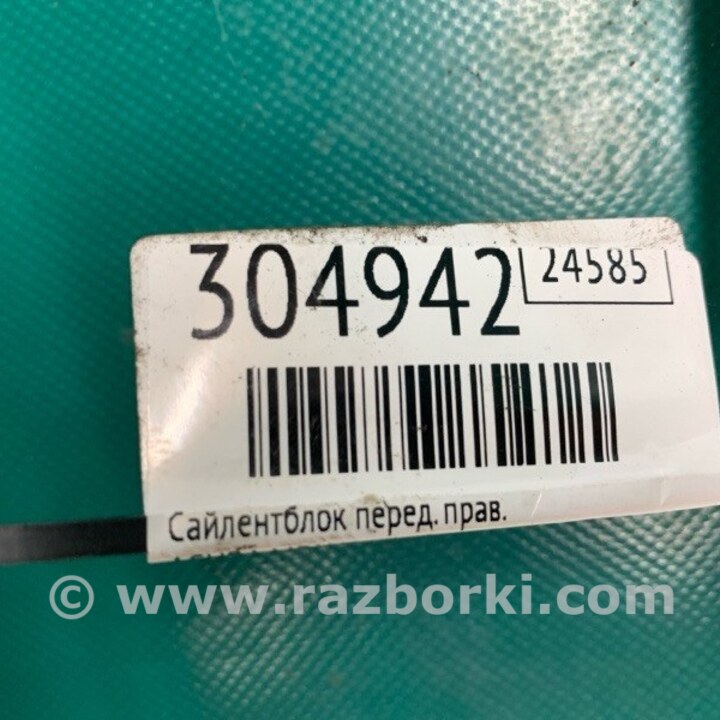 304942 24585
Сайлентблок перед. прав.
© www.razborki.com